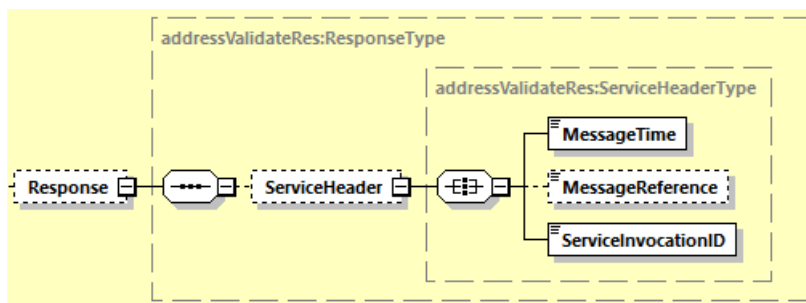 addressValidateRes:ResponseType
addressValidateRes:ServiceHeaderType
MessageTime
Response
ServiceHeader
MessageReference
ServiceInvocationID